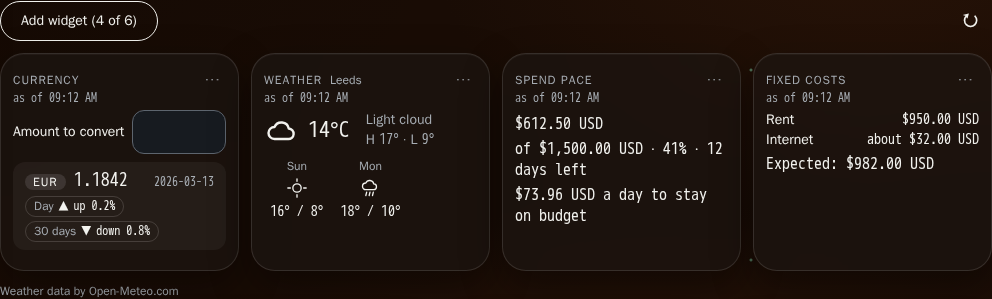 Add widget (4 of 6)
CURRENCY ...
as of 09:12 AM
Amount to convert
EUR 1.1842 2026-03-13
Day ▲ up 0.2%
30 days ▼ down 0.8%
WEATHER Leeds ...
as of 09:12 AM
14°C
Light cloud
H 17° · L 9°
Sun Mon
16° / 8° 18° / 10°
SPEND PACE ...
as of 09:12 AM
$612.50 USD
of $1,500.00 USD · 41% · 12
days left
$73.96 USD a day to stay
on budget
FIXED COSTS ...
as of 09:12 AM
Rent $950.00 USD
Internet about $32.00 USD
Expected: $982.00 USD
Weather data by Open-Meteo.com